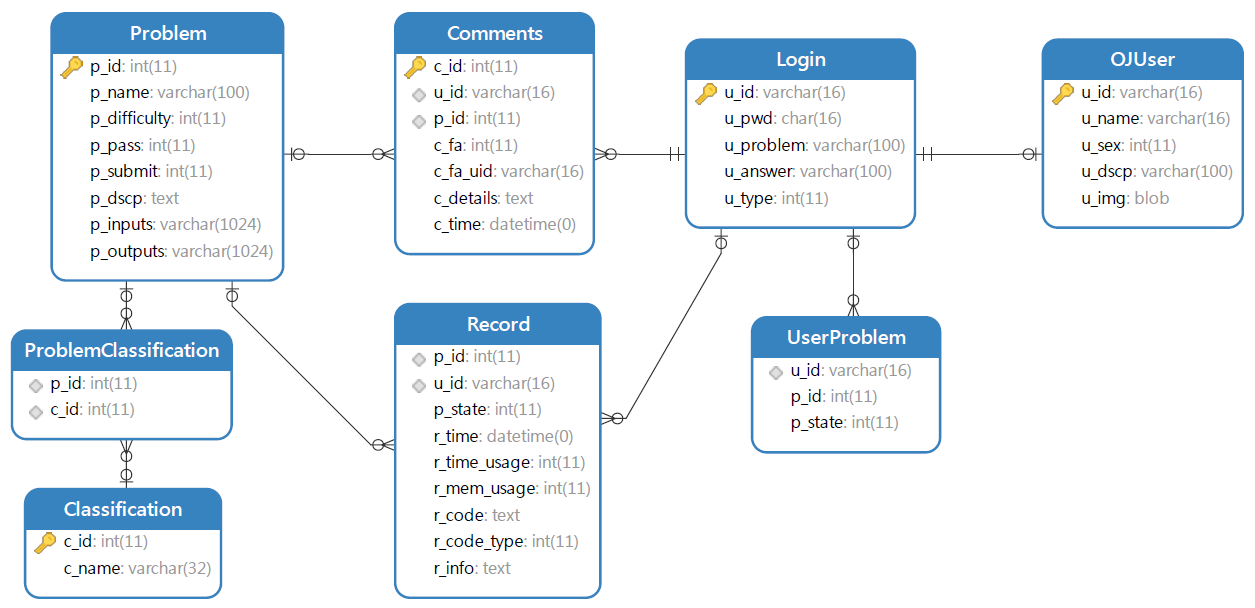 Problem
p_id: int(11)
p_name: varchar(100)
p_difficulty: int(11)
p_pass: int(11)
p_submit: int(11)
p_dscp: text
p_inputs: varchar(1024)
p_outputs: varchar(1024)
Comments
c_id: int(11)
u_id: varchar(16)
p_id: int(11)
c_fa: int(11)
c_fa_uid: varchar(16)
c_details: text
c_time: datetime(0)
Login
u_id: varchar(16)
u_pwd: char(16)
u_problem: varchar(100)
u_answer: varchar(100)
u_type: int(11)
OJUser
u_id: varchar(16)
u_name: varchar(16)
u_sex: int(11)
u_dscp: varchar(100)
u_img: blob
ProblemClassification
p_id: int(11)
c_id: int(11)
Record
p_id: int(11)
u_id: varchar(16)
p_state: int(11)
r_time: datetime(0)
r_time_usage: int(11)
r_mem_usage: int(11)
r_code: text
r_code_type: int(11)
r_info: text
UserProblem
u_id: varchar(16)
p_id: int(11)
p_state: int(11)
Classification
c_id: int(11)
c_name: varchar(32)